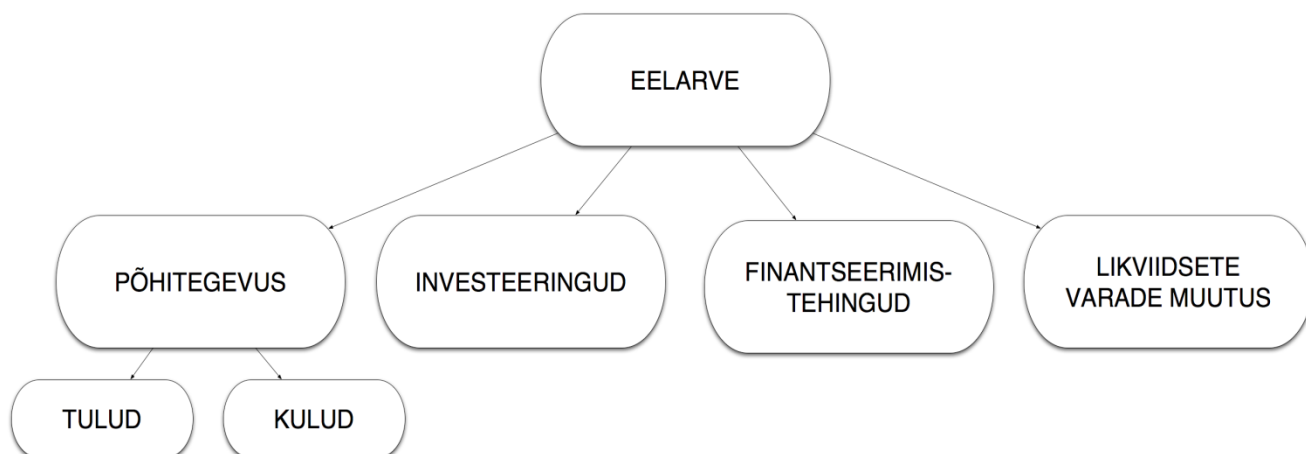 EELARVE
PÕHITEGEVUS
INVESTEERINGUD
FINANTSEERIMIS-
TEHINGUD
LIKVIIDSETE
VARADE MUUTUS
TULUD
KULUD